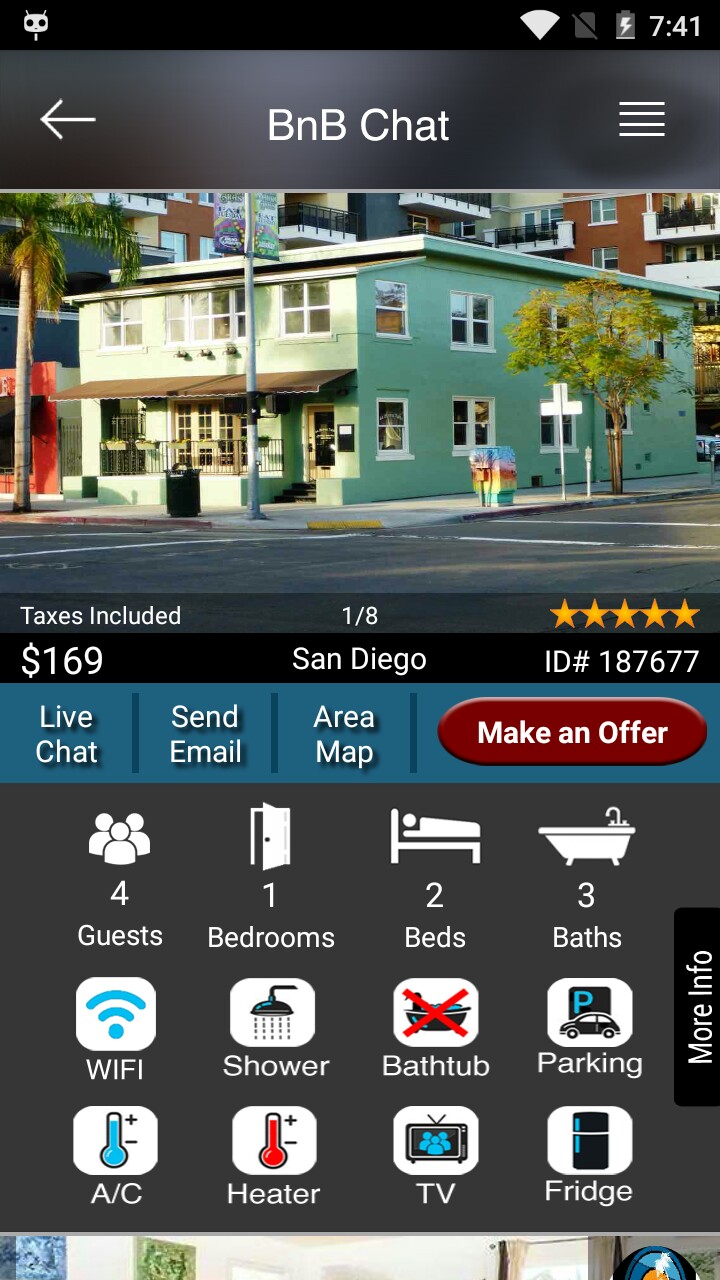 7:41
BnB Chat
Taxes Included
1/8
$169
San Diego
ID# 187677
Live
Chat
Send
Email
Area
Map
Make an Offer
4
1
2
3
Guests
Bedrooms
Beds
Baths
More Info
P
WIFI
Shower
Bathtub
Parking
A/C
Heater
TV
Fridge